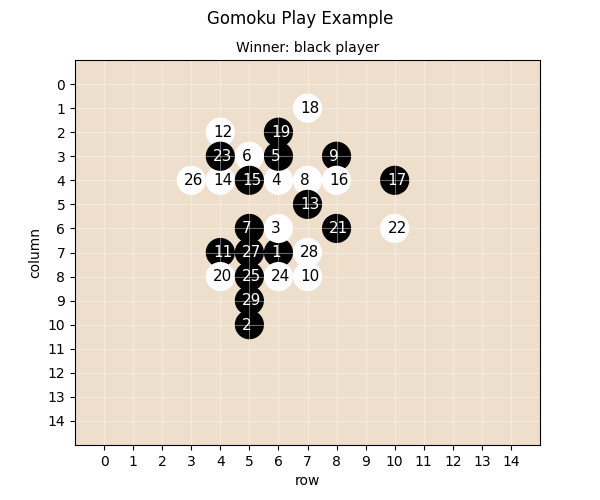 Gomoku Play Example
Winner: black player
0
1 18
2 12 19
3 23 6 5 9
4 26 14 15 4 8 16 17
5 13
6 7 3 21 22
7 11 27 1 28
8 20 25 24 10
9 29
10 2
11
12
13
14
column
0 1 2 3 4 5 6 7 8 9 10 11 12 13 14
row